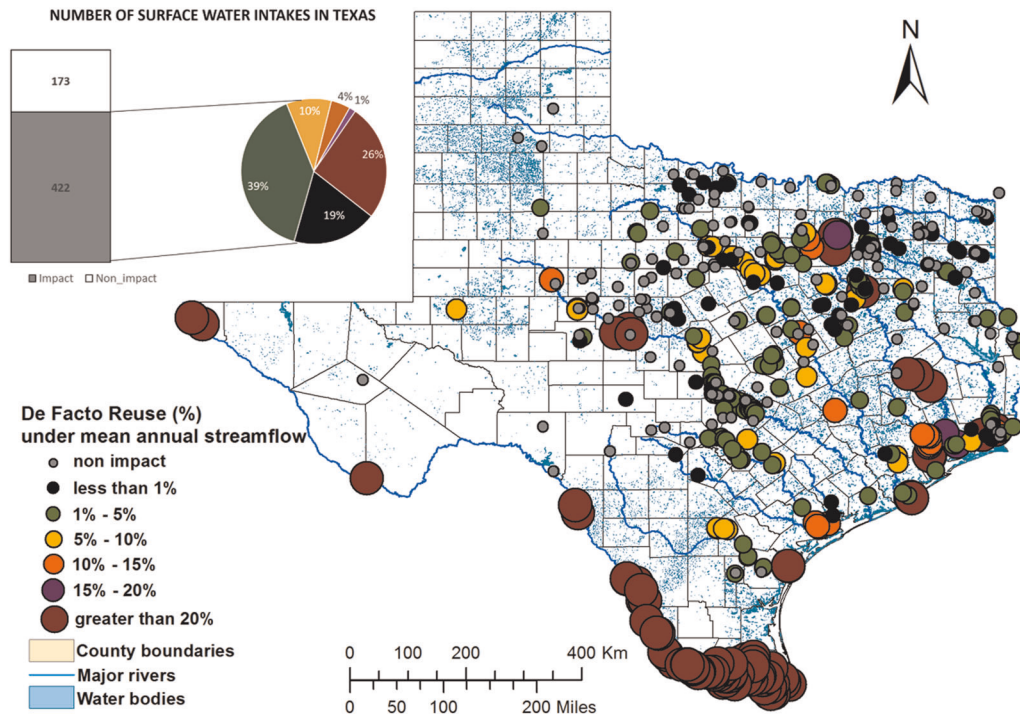 NUMBER OF SURFACE WATER INTAKES IN TEXAS
173
422
10%
4%
1%
26%
39%
19%
Impact
Non_impact
N
De Facto Reuse (%)
under mean annual streamflow
non impact
less than 1%
1% - 5%
5% - 10%
10% - 15%
15% - 20%
greater than 20%
County boundaries
Major rivers
Water bodies
0 100 200 400 Km
0 50 100 200 Miles